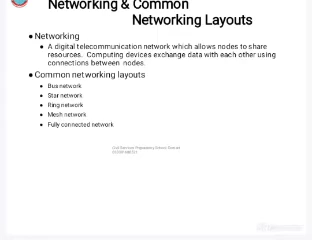 Networking & Common
Networking Layouts
● Networking
● A digital telecommunication network which allows nodes to share
resources. Computing devices exchange data with each other using
connections between nodes.
● Common networking layouts
● Bus network
● Star network
● Ring network
● Mesh network
● Fully connected network